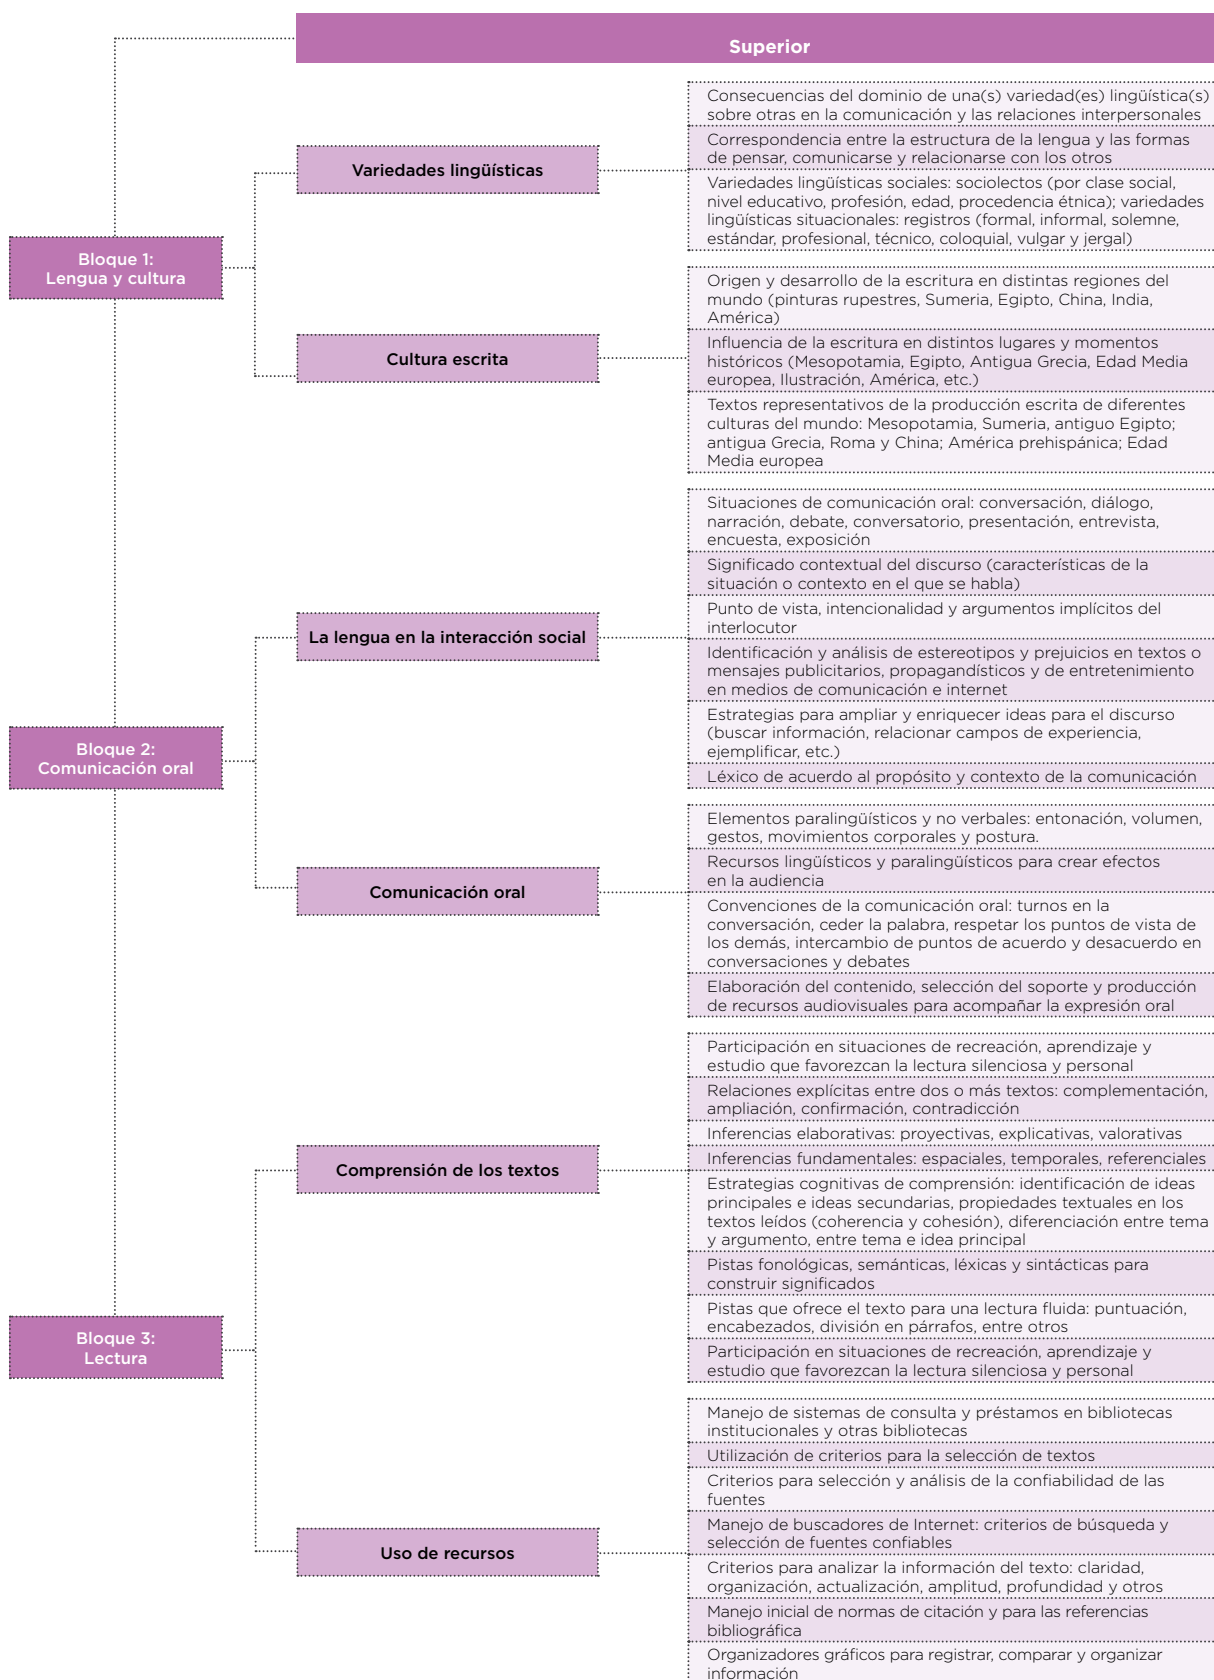 Superior
Bloque 1:
Lengua y cultura
Variedades lingüísticas
Consecuencias del dominio de una(s) variedad(es) lingüística(s)
sobre otras en la comunicación y las relaciones interpersonales
Correspondencia entre la estructura de la lengua y las formas
de pensar, comunicarse y relacionarse con los otros
Variedades lingüísticas sociales: sociolectos (por clase social,
nivel educativo, profesión, edad, procedencia étnica); variedades
lingüísticas situacionales: registros (formal, informal, solemne,
estándar, profesional, técnico, coloquial, vulgar y jergal)
Cultura escrita
Origen y desarrollo de la escritura en distintas regiones del
mundo (pinturas rupestres, Sumeria, Egipto, China, India,
América)
Influencia de la escritura en distintos lugares y momentos
históricos (Mesopotamia, Egipto, Antigua Grecia, Edad Media
europea, Ilustración, América, etc.)
Textos representativos de la producción escrita de diferentes
culturas del mundo: Mesopotamia, Sumeria, antiguo Egipto;
antigua Grecia, Roma y China; América prehispánica; Edad
Media europea
Bloque 2:
Comunicación oral
La lengua en la interacción social
Situaciones de comunicación oral: conversación, diálogo,
narración, debate, conversatorio, presentación, entrevista,
encuesta, exposición
Significado contextual del discurso (características de la
situación o contexto en el que se habla)
Punto de vista, intencionalidad y argumentos implícitos del
interlocutor
Identificación y análisis de estereotipos y prejuicios en textos o
mensajes publicitarios, propagandísticos y de entretenimiento
en medios de comunicación e internet
Estrategias para ampliar y enriquecer ideas para el discurso
(buscar información, relacionar campos de experiencia,
ejemplificar, etc.)
Léxico de acuerdo al propósito y contexto de la comunicación
Comunicación oral
Elementos paralingüísticos y no verbales: entonación, volumen,
gestos, movimientos corporales y postura.
Recursos lingüísticos y paralingüísticos para crear efectos
en la audiencia
Convenciones de la comunicación oral: turnos en la
conversación, ceder la palabra, respetar los puntos de vista de
los demás, intercambio de puntos de acuerdo y desacuerdo en
conversaciones y debates
Elaboración del contenido, selección del soporte y producción
de recursos audiovisuales para acompañar la expresión oral
Bloque 3:
Lectura
Comprensión de los textos
Participación en situaciones de recreación, aprendizaje y
estudio que favorezcan la lectura silenciosa y personal
Relaciones explícitas entre dos o más textos: complementación,
ampliación, confirmación, contradicción
Inferencias elaborativas: proyectivas, explicativas, valorativas
Inferencias fundamentales: espaciales, temporales, referenciales
Estrategias cognitivas de comprensión: identificación de ideas
principales e ideas secundarias, propiedades textuales en los
textos leídos (coherencia y cohesión), diferenciación entre tema
y argumento, entre tema e idea principal
Pistas fonológicas, semánticas, léxicas y sintácticas para
construir significados
Pistas que ofrece el texto para una lectura fluida: puntuación,
encabezados, división en párrafos, entre otros
Participación en situaciones de recreación, aprendizaje y
estudio que favorezcan la lectura silenciosa y personal
Uso de recursos
Manejo de sistemas de consulta y préstamos en bibliotecas
institucionales y otras bibliotecas
Utilización de criterios para la selección de textos
Criterios para selección y análisis de la confiabilidad de las
fuentes
Manejo de buscadores de Internet: criterios de búsqueda y
selección de fuentes confiables
Criterios para analizar la información del texto: claridad,
organización, actualización, amplitud, profundidad y otros
Manejo inicial de normas de citación y para las referencias
bibliográfica
Organizadores gráficos para registrar, comparar y organizar
información